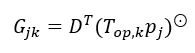 G_{jk} = D^T(T_{op,k}p_j)^⊙